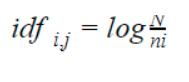 idf i,j = log N/ni